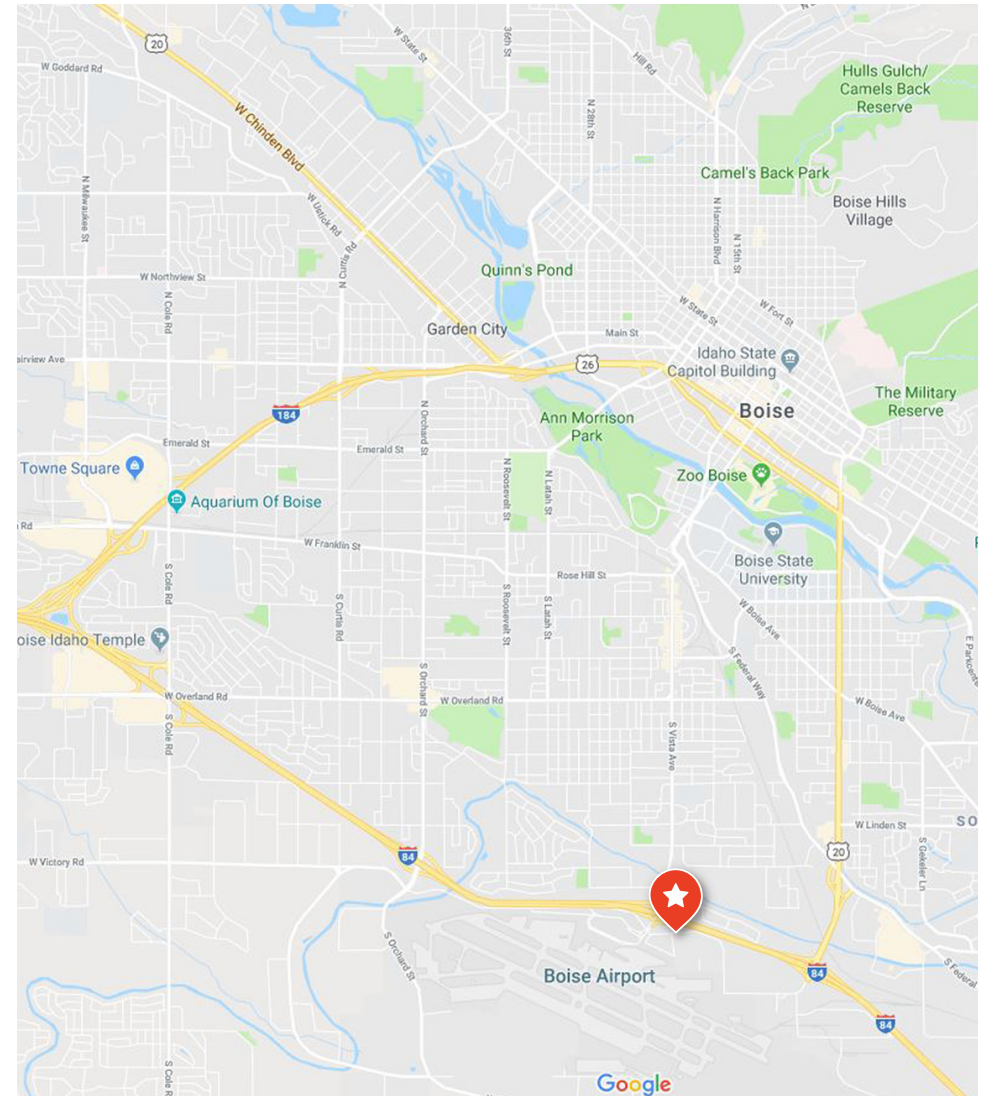 20
W Goddard Rd
W State St
36th St
Hill Rd
Hulls Gulch/
Camels Back
Reserve
W Chinden Blvd
N 28th St
Camel's Back Park
N Milwaukee St
W Ustick Rd
Boise Hills
Village
N Harrison Blvd
N 15th St
N Curtis Rd
W Northview St
Quinn's Pond
N Cole Rd
W State St
W Fort St
Garden City
Main St
Idaho State
Capitol Building
airview Ave
26
The Military
Reserve
184
N Orchard St
Ann Morrison
Park
Boise
Emerald St
Emerald St
Towne Square
N Roosevelt St
N Latah St
Zoo Boise
Aquarium Of Boise
n Rd
W Franklin St
Boise State
University
Rose Hill St
S Cole Rd
S Curtis Rd
S Roosevelt St
S Latah St
W Boise Ave
oise Idaho Temple
S Federal Way
E Parkcente
S Orchard St
W Overland Rd
W Overland Rd
W Boise Ave
S Cole Rd
S Vista Ave
W Linden St
SO
20
S Gekeler Ln
W Victory Rd
84
S Orchard St
Boise Airport
84
S Federal
84
S Cole R
Google